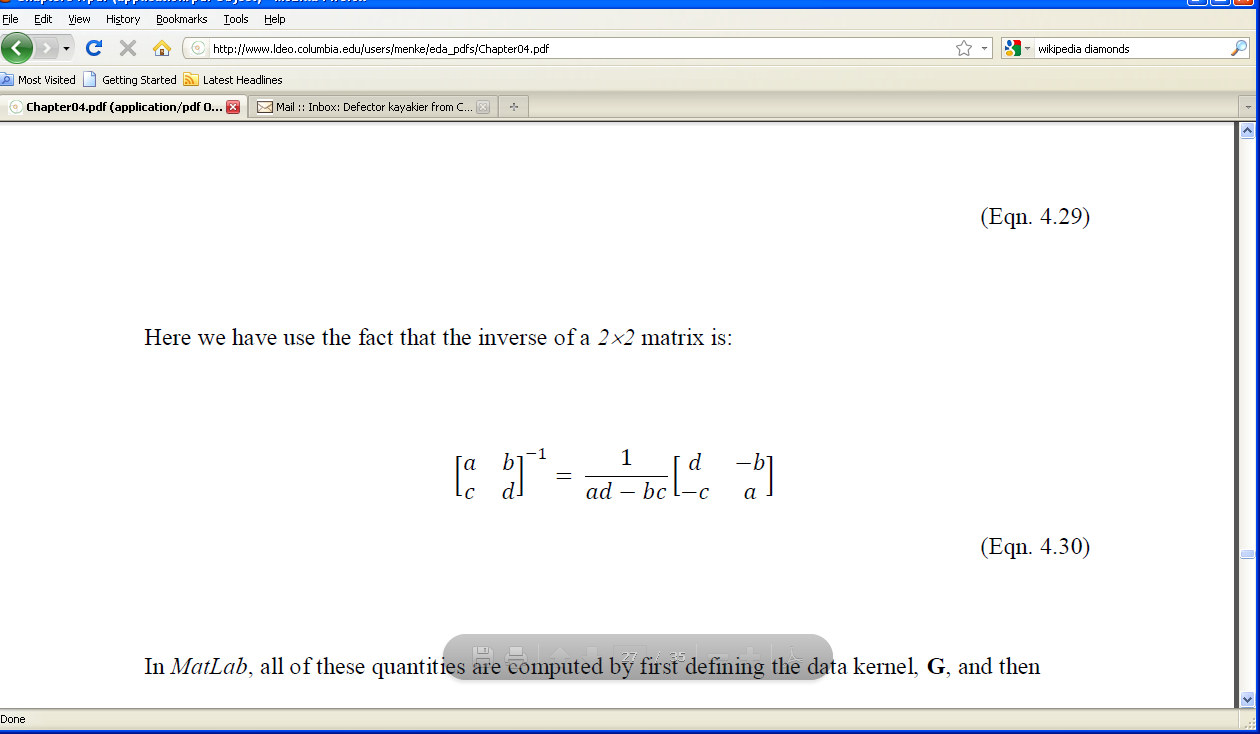 File Edit View History Bookmarks Tools Help
http://www.ldeo.columbia.edu/users/menke/eda_pdfs/Chapter04.pdf
wikipedia diamonds
Most Visited Getting Started Latest Headlines
Chapter04.pdf (application/pdf O... Mail :: Inbox: Defector kayakier from C...
(Eqn. 4.29)
Here we have use the fact that the inverse of a 2×2 matrix is:
[a b; c d]⁻¹ = 1/(ad − bc) [d −b; −c a]
(Eqn. 4.30)
27 / 35
In MatLab, all of these quantities are computed by first defining the data kernel, G, and then
Done